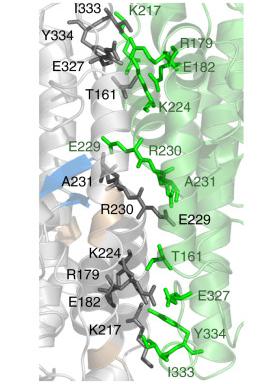 I333 K217
Y334 R179
E327 E182
T161 K224
E229 R230
A231 A231
R230 E229
K224 T161
R179
E182 E327
K217 Y334
I333